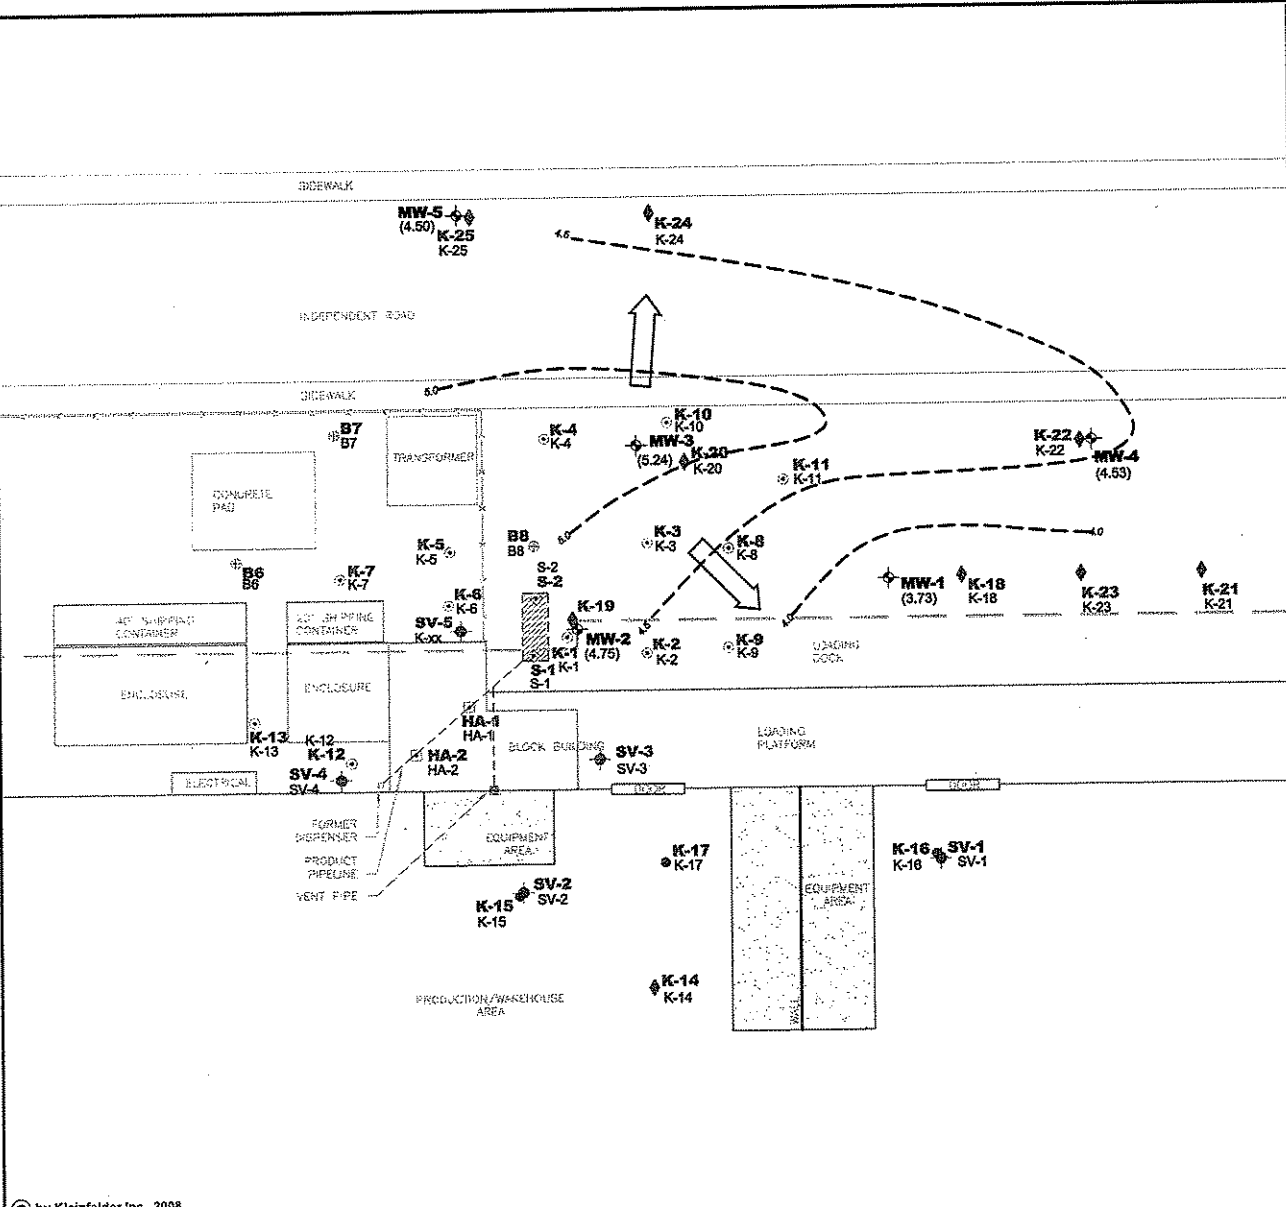 SIDEWALK
MW-5
(4.50)
K-25
K-25
K-24
K-24
4.5
INDEPENDENT ROAD
SIDEWALK
5.0
B7
B7
TRANSFORMER
K-4
K-4
K-10
K-10
MW-3
(5.24)
K-20
K-20
K-11
K-11
K-22
K-22
MW-4
(4.53)
CONCRETE
PAD
B8
B8
5.0
K-5
K-5
K-3
K-3
K-8
K-8
4.0
B6
B6
K-7
K-7
S-2
S-2
MW-1
(3.73)
K-18
K-18
K-23
K-23
K-21
K-21
40' SHIPPING
CONTAINER
20' SHIPPING
CONTAINER
K-6
K-6
SV-5
K-xx
K-19
MW-2
(4.75)
K-1
K-1
4.5
4.0
K-2
K-2
K-9
K-9
LOADING
DOCK
S-1
S-1
ENCLOSURE
ENCLOSURE
K-13
K-13
K-12
K-12
HA-1
HA-1
HA-2
HA-2
BLOCK BUILDING
SV-3
SV-3
LOADING
PLATFORM
ELECTRICAL
SV-4
SV-4
DOOR
DOOR
FORMER
DISPENSER
PRODUCT
PIPELINE
VENT PIPE
EQUIPMENT
AREA
K-17
K-17
K-16
K-16
SV-1
SV-1
SV-2
SV-2
K-15
K-15
EQUIPMENT
AREA
K-14
K-14
PRODUCTION/WAREHOUSE
AREA
WALL
© by Kleinfelder Inc., 2008